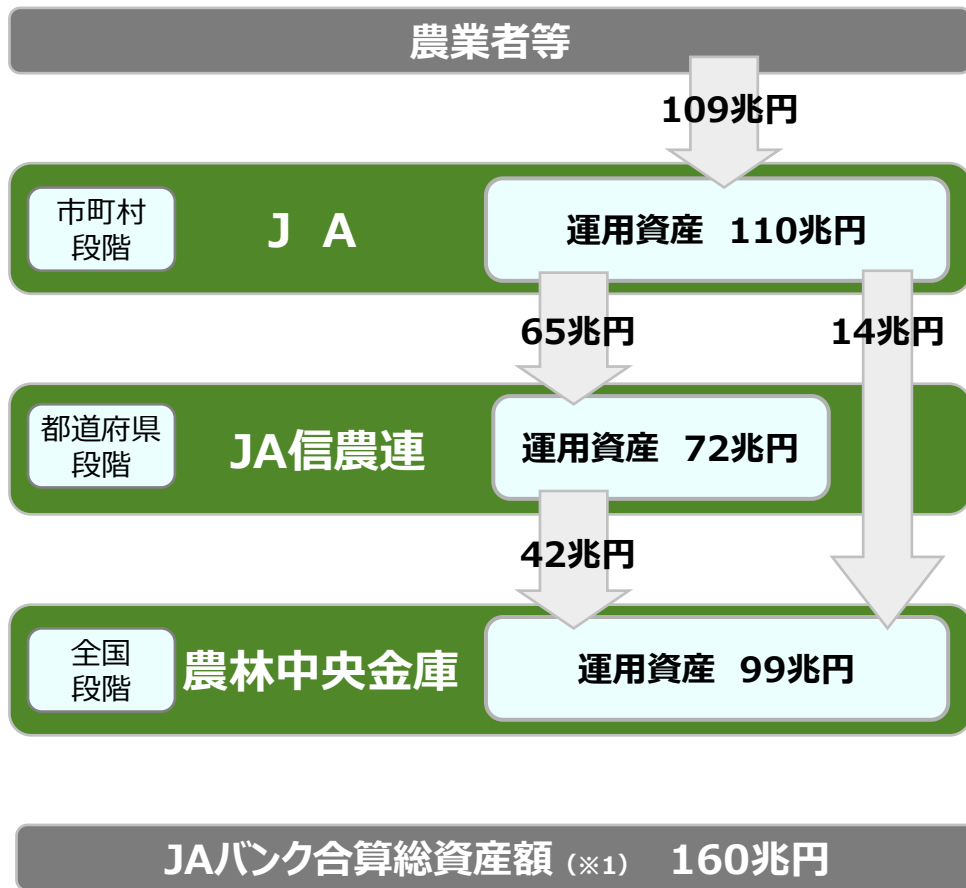 農業者等
109兆円
市町村
段階
J A
運用資産 110兆円
65兆円
14兆円
都道府県
段階
JA信農連
運用資産 72兆円
42兆円
全国
段階
農林中央金庫
運用資産 99兆円
JAバンク合算総資産額（※1） 160兆円